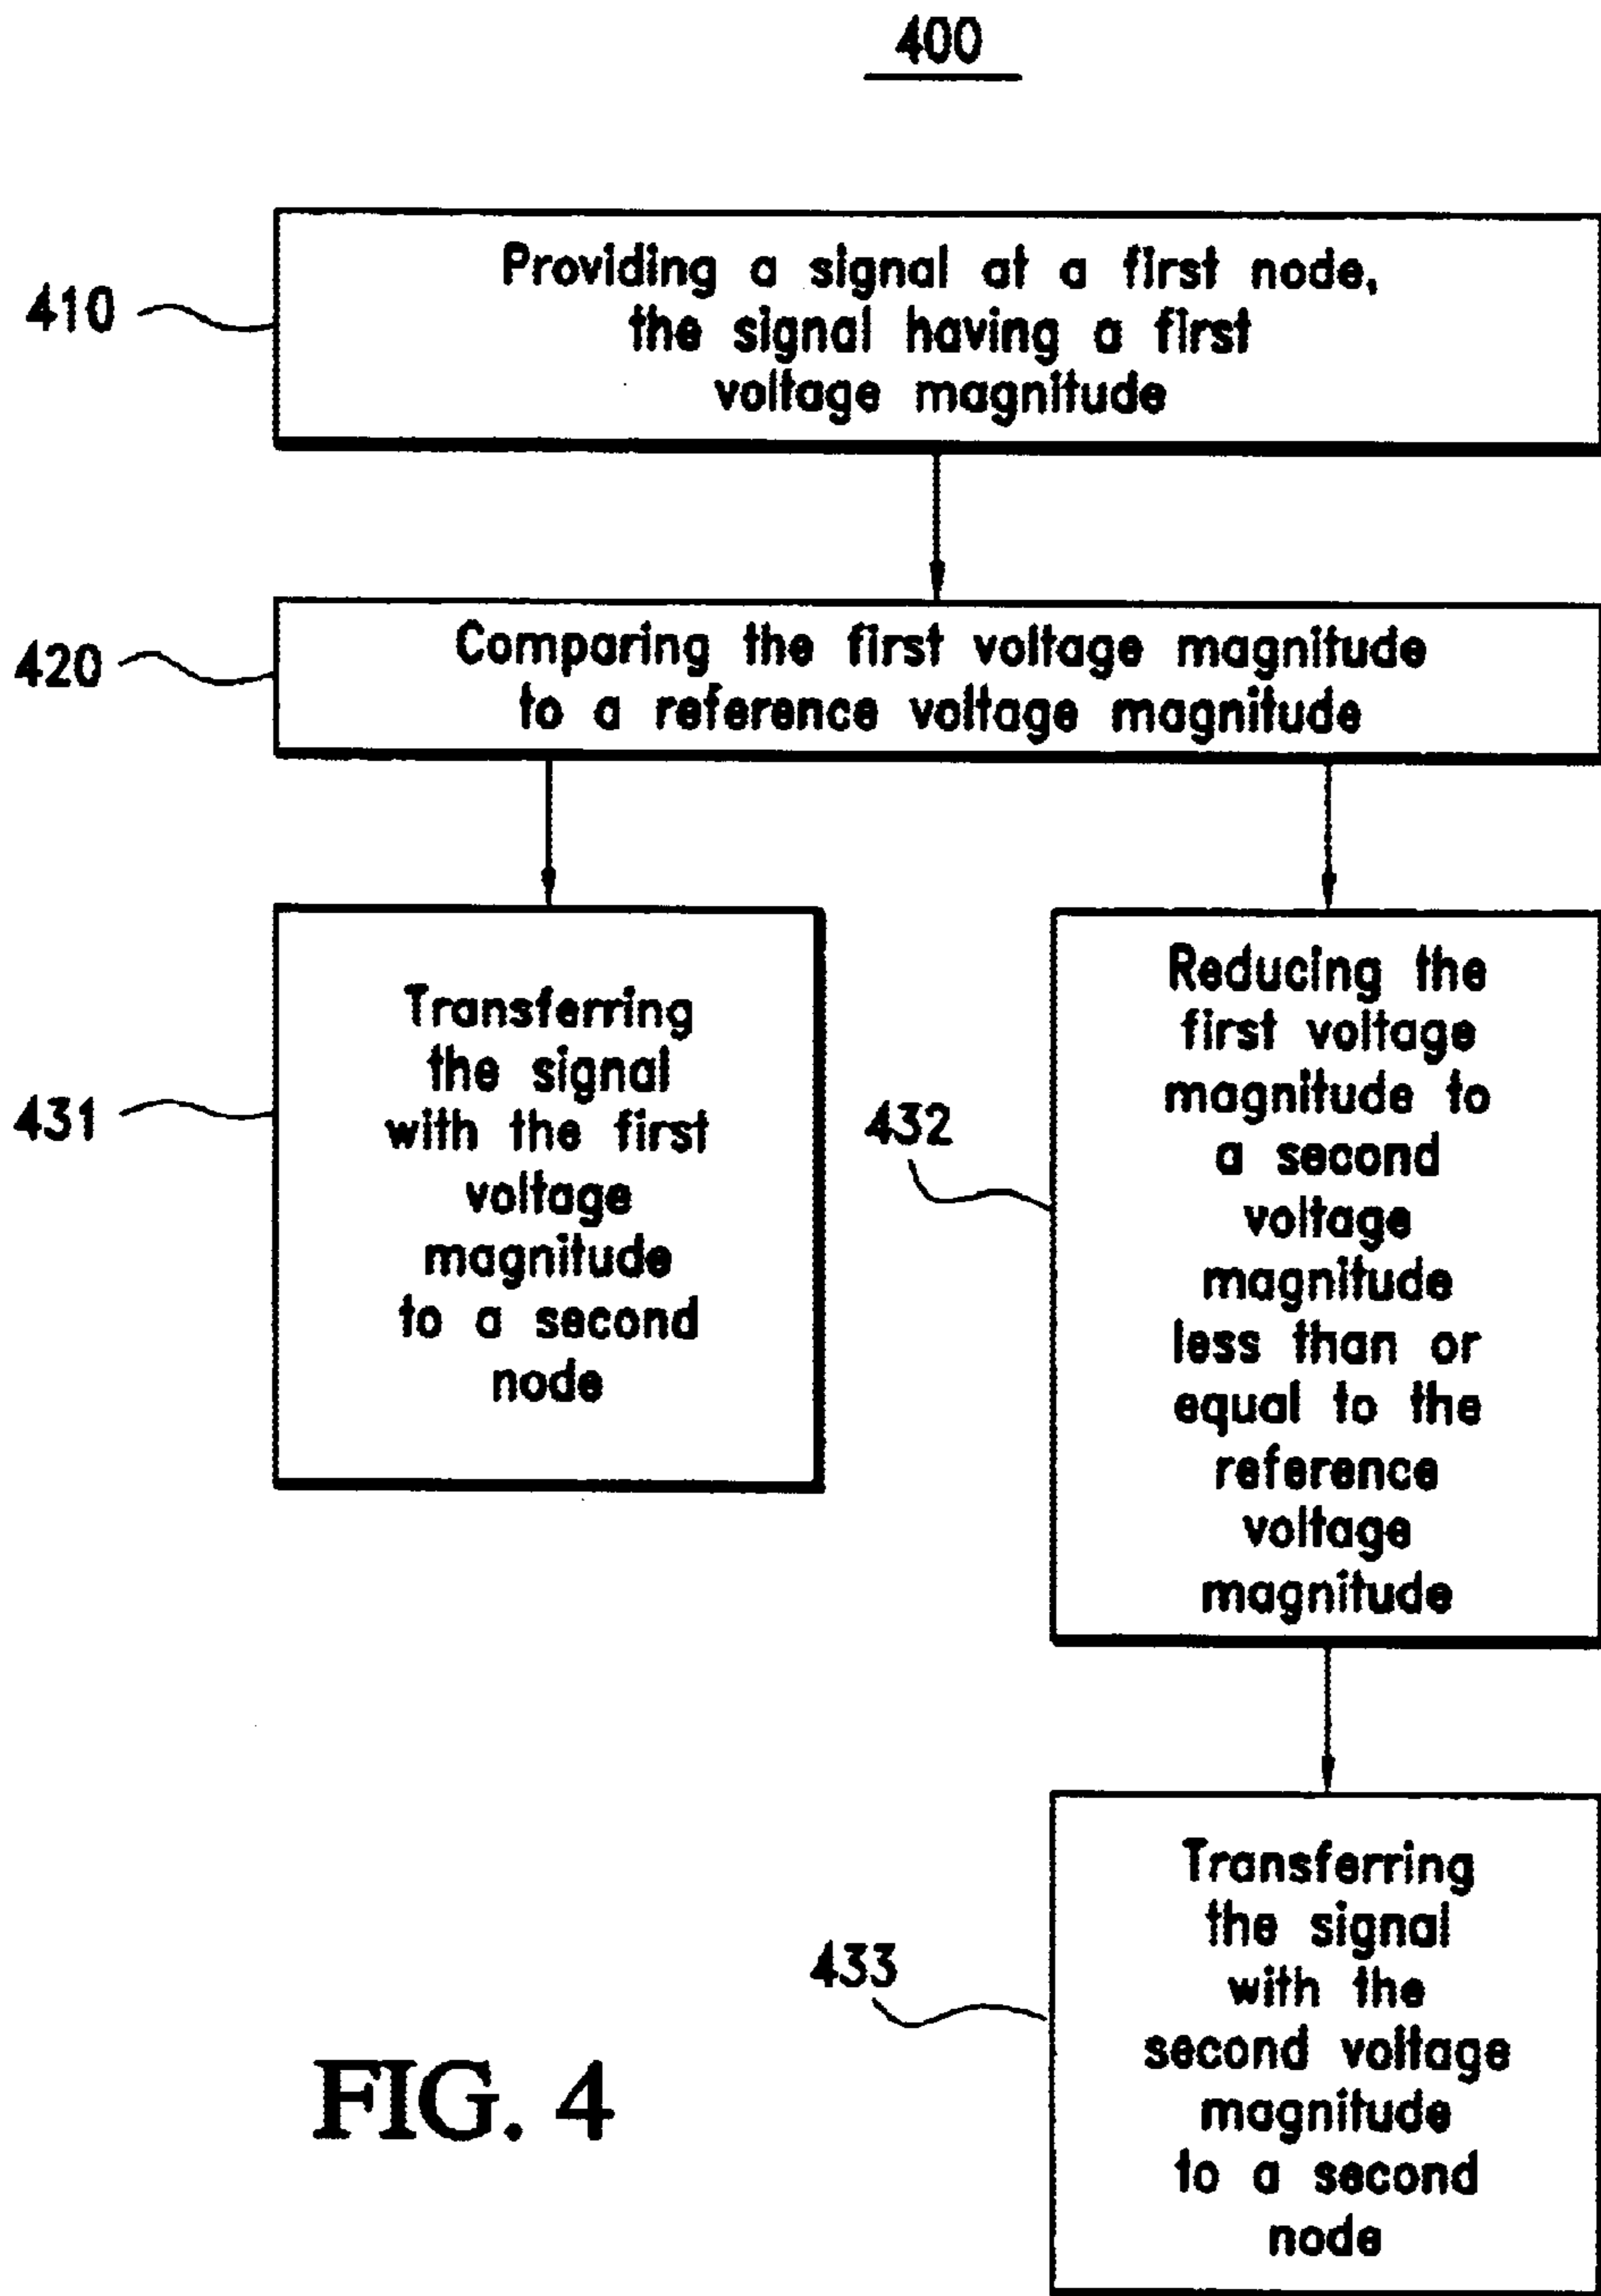 400
410
Providing a signal at a first node,
the signal having a first
voltage magnitude
420
Comparing the first voltage magnitude
to a reference voltage magnitude
431
Transferring
the signal
with the first
voltage
magnitude
to a second
node
432
Reducing the
first voltage
magnitude to
a second
voltage
magnitude
less than or
equal to the
reference
voltage
magnitude
433
Transferring
the signal
with the
second voltage
magnitude
to a second
node
FIG. 4